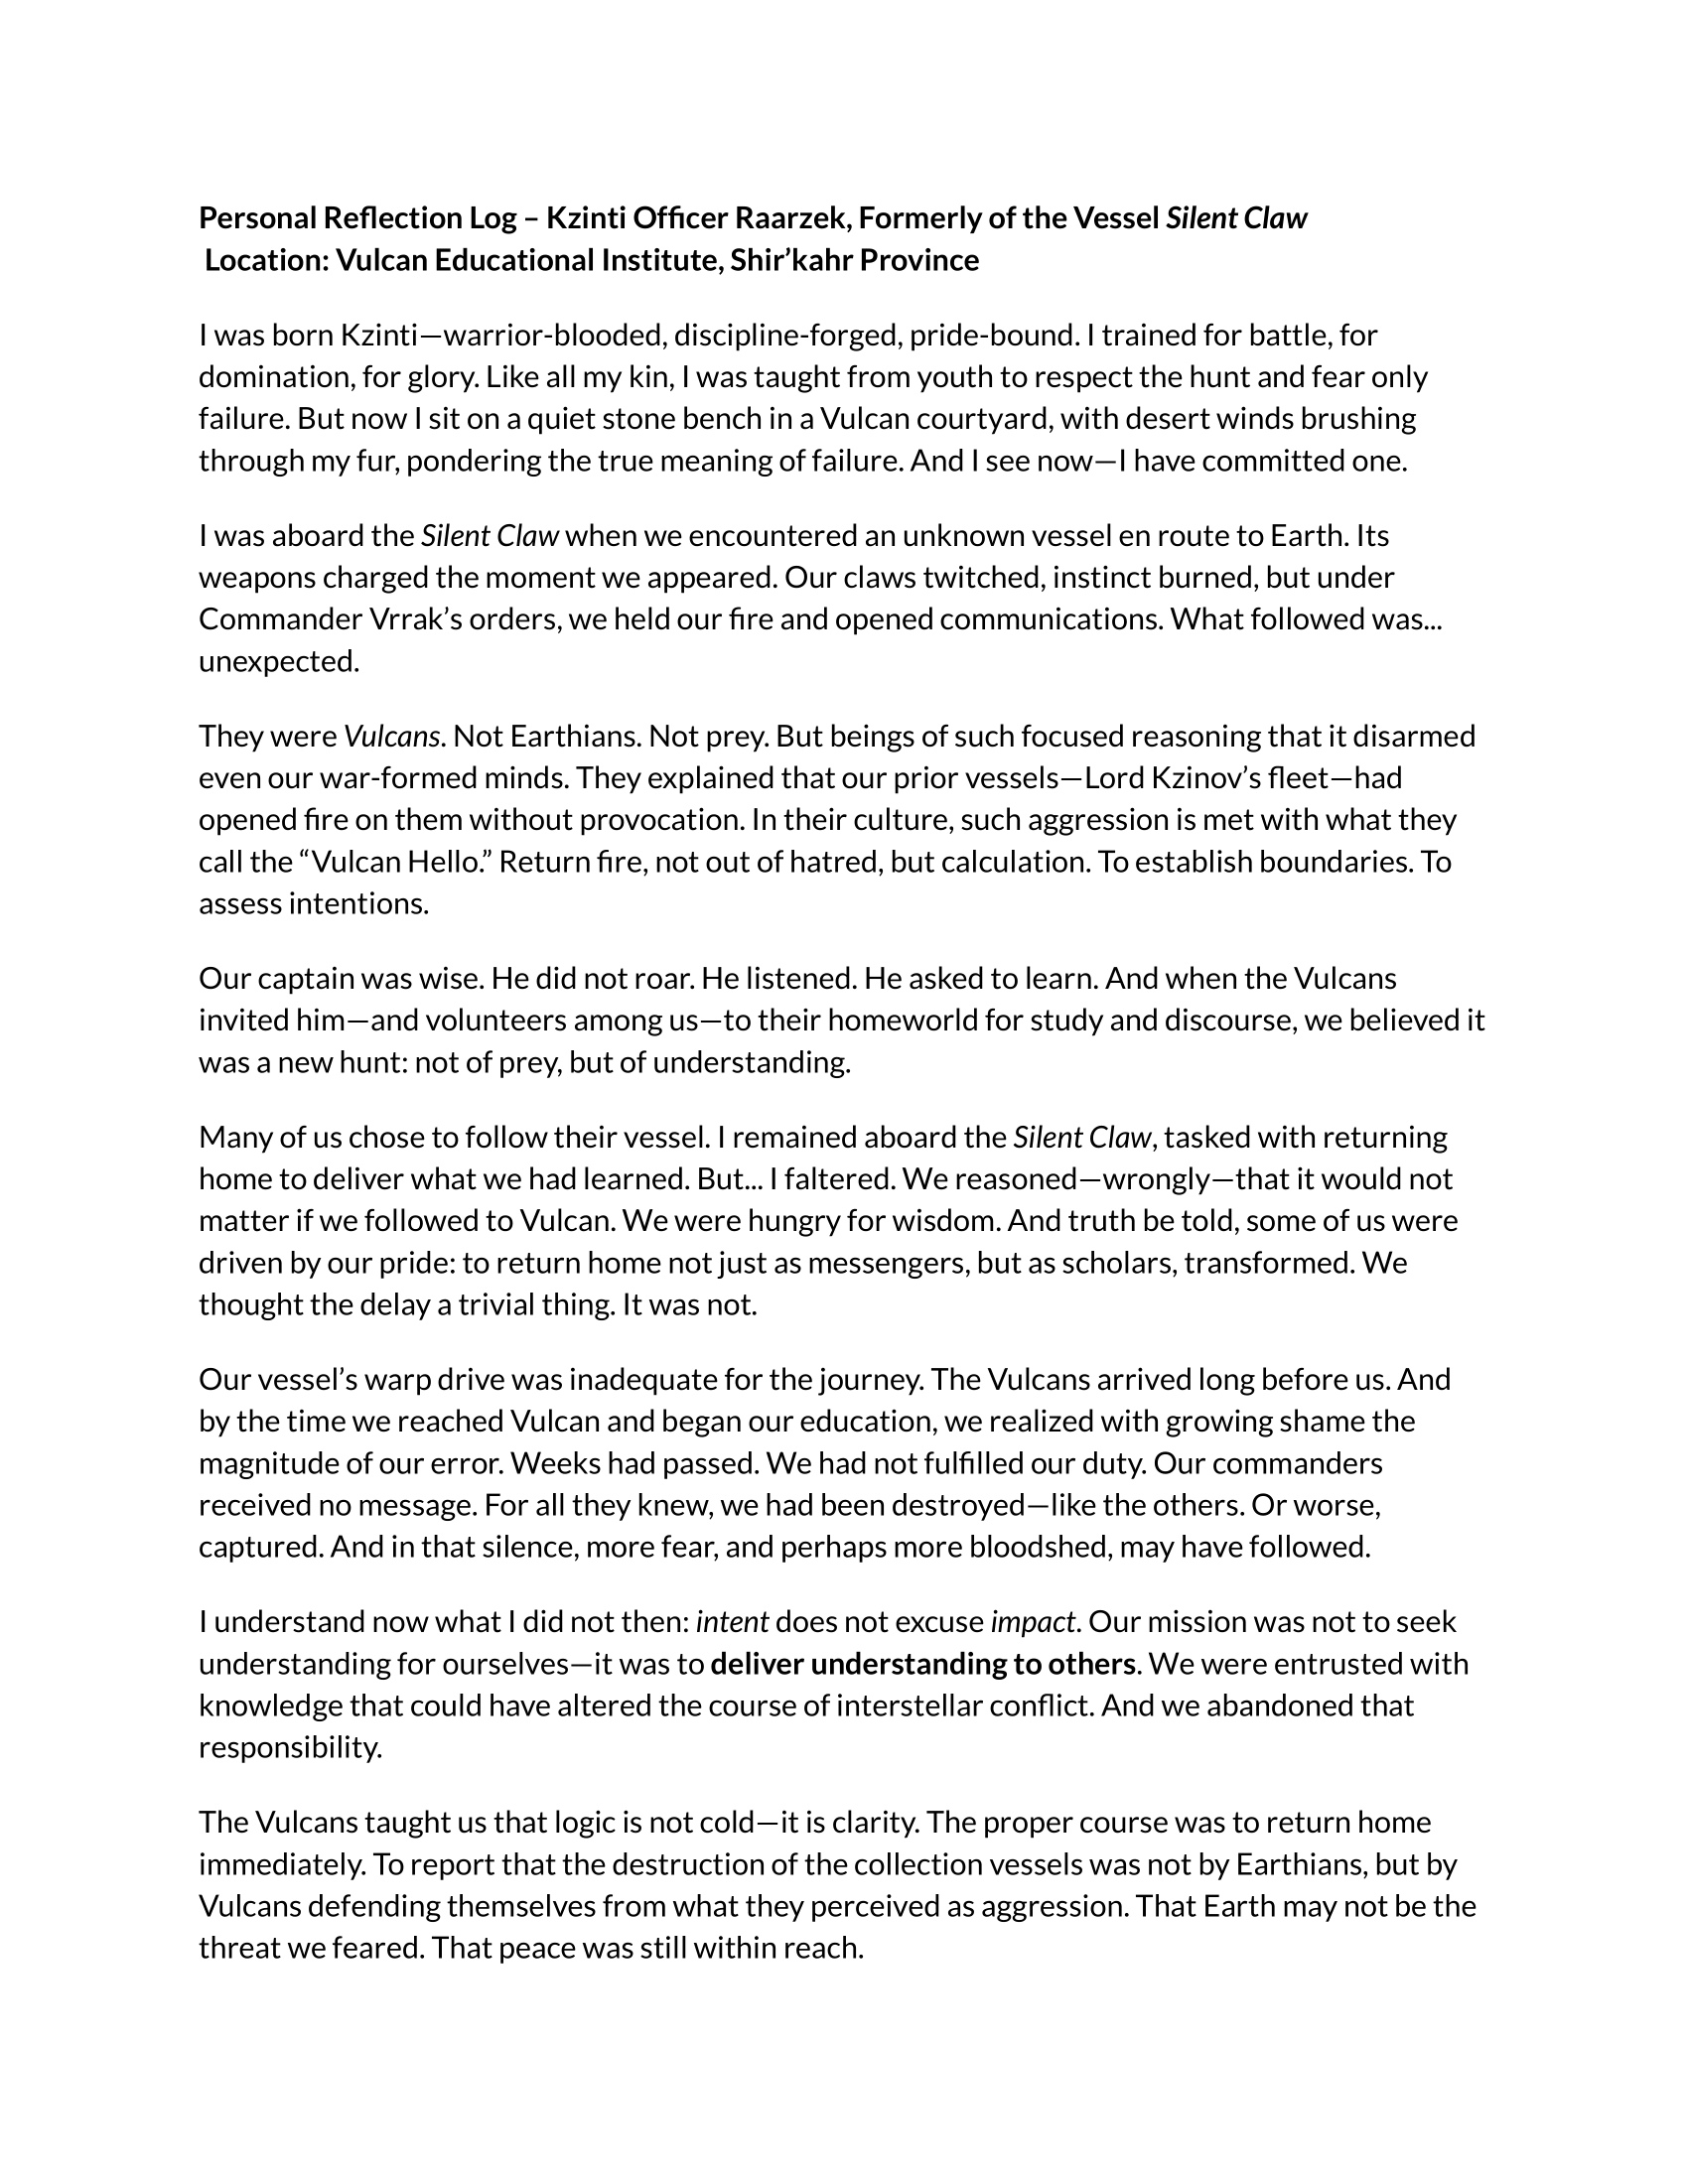 Personal Reflection Log – Kzinti Officer Raarzek, Formerly of the Vessel Silent Claw
Location: Vulcan Educational Institute, Shir’kahr Province
I was born Kzinti—warrior-blooded, discipline-forged, pride-bound. I trained for battle, for
domination, for glory. Like all my kin, I was taught from youth to respect the hunt and fear only
failure. But now I sit on a quiet stone bench in a Vulcan courtyard, with desert winds brushing
through my fur, pondering the true meaning of failure. And I see now—I have committed one.
I was aboard the Silent Claw when we encountered an unknown vessel en route to Earth. Its
weapons charged the moment we appeared. Our claws twitched, instinct burned, but under
Commander Vrrak’s orders, we held our fire and opened communications. What followed was...
unexpected.
They were Vulcans. Not Earthians. Not prey. But beings of such focused reasoning that it disarmed
even our war-formed minds. They explained that our prior vessels—Lord Kzinov’s fleet—had
opened fire on them without provocation. In their culture, such aggression is met with what they
call the “Vulcan Hello.” Return fire, not out of hatred, but calculation. To establish boundaries. To
assess intentions.
Our captain was wise. He did not roar. He listened. He asked to learn. And when the Vulcans
invited him—and volunteers among us—to their homeworld for study and discourse, we believed it
was a new hunt: not of prey, but of understanding.
Many of us chose to follow their vessel. I remained aboard the Silent Claw, tasked with returning
home to deliver what we had learned. But... I faltered. We reasoned—wrongly—that it would not
matter if we followed to Vulcan. We were hungry for wisdom. And truth be told, some of us were
driven by our pride: to return home not just as messengers, but as scholars, transformed. We
thought the delay a trivial thing. It was not.
Our vessel’s warp drive was inadequate for the journey. The Vulcans arrived long before us. And
by the time we reached Vulcan and began our education, we realized with growing shame the
magnitude of our error. Weeks had passed. We had not fulfilled our duty. Our commanders
received no message. For all they knew, we had been destroyed—like the others. Or worse,
captured. And in that silence, more fear, and perhaps more bloodshed, may have followed.
I understand now what I did not then: intent does not excuse impact. Our mission was not to seek
understanding for ourselves—it was to deliver understanding to others. We were entrusted with
knowledge that could have altered the course of interstellar conflict. And we abandoned that
responsibility.
The Vulcans taught us that logic is not cold—it is clarity. The proper course was to return home
immediately. To report that the destruction of the collection vessels was not by Earthians, but by
Vulcans defending themselves from what they perceived as aggression. That Earth may not be the
threat we feared. That peace was still within reach.